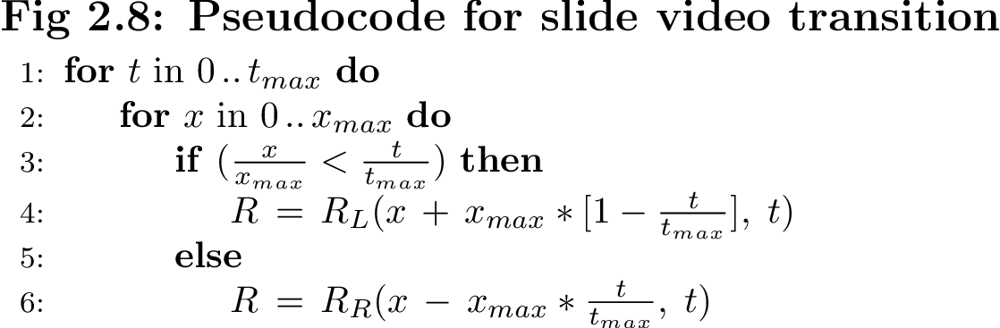 Fig 2.8: Pseudocode for slide video transition
1: for t in 0 .. t_{max} do
2: for x in 0 .. x_{max} do
3: if (\frac{x}{x_{max}} < \frac{t}{t_{max}}) then
4: R = R_L(x + x_{max} * [1 - \frac{t}{t_{max}}], t)
5: else
6: R = R_R(x - x_{max} * \frac{t}{t_{max}}, t)